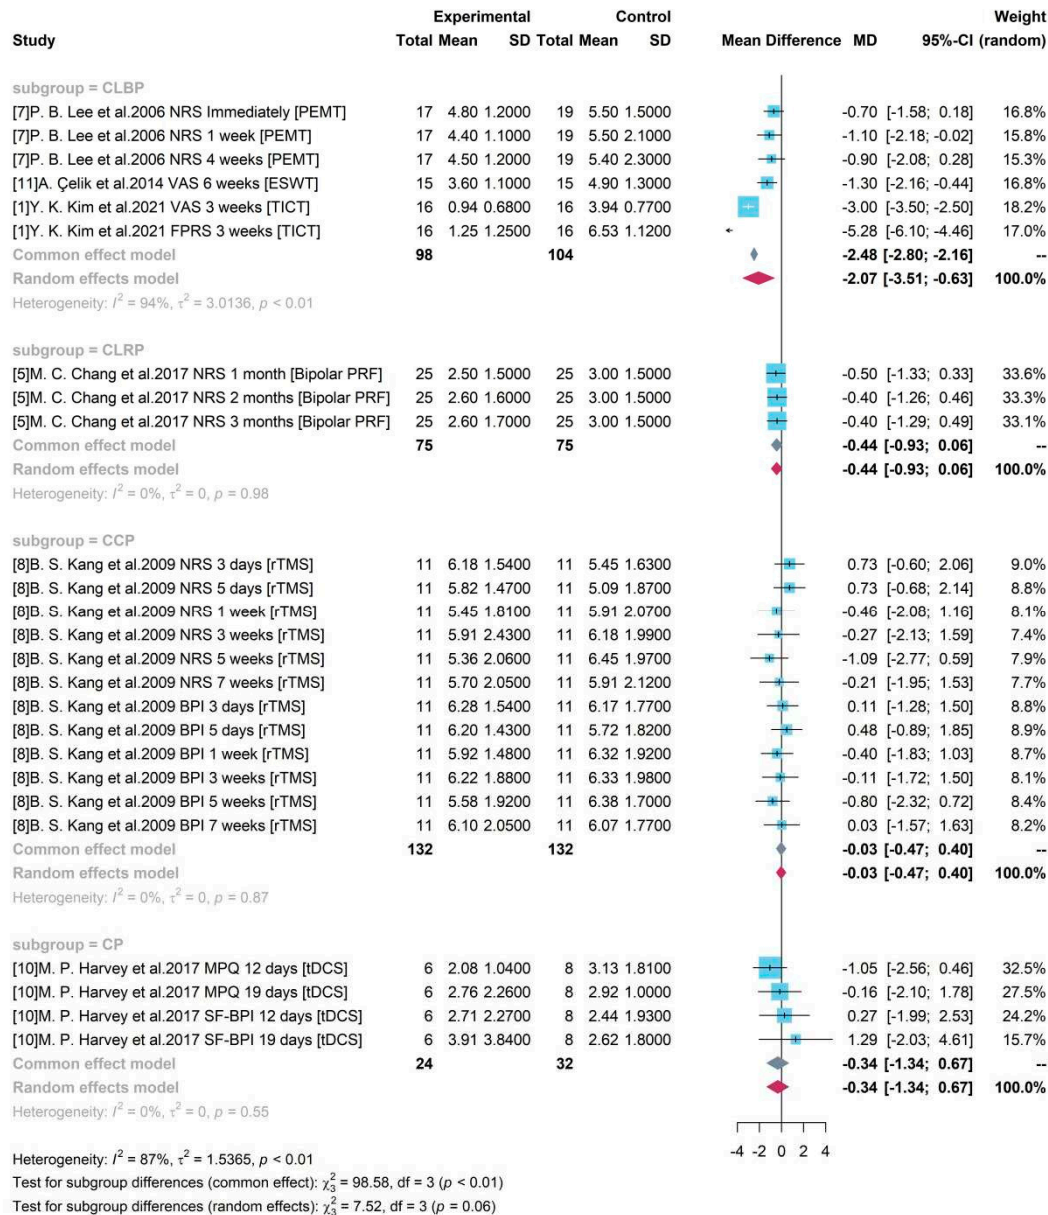 Experimental Control Weight
Study Total Mean SD Total Mean SD Mean Difference MD 95%-CI (random)
subgroup = CLBP
[7]P. B. Lee et al.2006 NRS Immediately [PEMT] 17 4.80 1.2000 19 5.50 1.5000 -0.70 [-1.58; 0.18] 16.8%
[7]P. B. Lee et al.2006 NRS 1 week [PEMT] 17 4.40 1.1000 19 5.50 2.1000 -1.10 [-2.18; -0.02] 15.8%
[7]P. B. Lee et al.2006 NRS 4 weeks [PEMT] 17 4.50 1.2000 19 5.40 2.3000 -0.90 [-2.08; 0.28] 15.3%
[11]A. Çelik et al.2014 VAS 6 weeks [ESWT] 15 3.60 1.1000 15 4.90 1.3000 -1.30 [-2.16; -0.44] 16.8%
[1]Y. K. Kim et al.2021 VAS 3 weeks [TICT] 16 0.94 0.6800 16 3.94 0.7700 -3.00 [-3.50; -2.50] 18.2%
[1]Y. K. Kim et al.2021 FPRS 3 weeks [TICT] 16 1.25 1.2500 16 6.53 1.1200 -5.28 [-6.10; -4.46] 17.0%
Common effect model 98 104 -2.48 [-2.80; -2.16] --
Random effects model -2.07 [-3.51; -0.63] 100.0%
Heterogeneity: I² = 94%, τ² = 3.0136, p < 0.01
subgroup = CLRP
[5]M. C. Chang et al.2017 NRS 1 month [Bipolar PRF] 25 2.50 1.5000 25 3.00 1.5000 -0.50 [-1.33; 0.33] 33.6%
[5]M. C. Chang et al.2017 NRS 2 months [Bipolar PRF] 25 2.60 1.6000 25 3.00 1.5000 -0.40 [-1.26; 0.46] 33.3%
[5]M. C. Chang et al.2017 NRS 3 months [Bipolar PRF] 25 2.60 1.7000 25 3.00 1.5000 -0.40 [-1.29; 0.49] 33.1%
Common effect model 75 75 -0.44 [-0.93; 0.06] --
Random effects model -0.44 [-0.93; 0.06] 100.0%
Heterogeneity: I² = 0%, τ² = 0, p = 0.98
subgroup = CCP
[8]B. S. Kang et al.2009 NRS 3 days [rTMS] 11 6.18 1.5400 11 5.45 1.6300 0.73 [-0.60; 2.06] 9.0%
[8]B. S. Kang et al.2009 NRS 5 days [rTMS] 11 5.82 1.4700 11 5.09 1.8700 0.73 [-0.68; 2.14] 8.8%
[8]B. S. Kang et al.2009 NRS 1 week [rTMS] 11 5.45 1.8100 11 5.91 2.0700 -0.46 [-2.08; 1.16] 8.1%
[8]B. S. Kang et al.2009 NRS 3 weeks [rTMS] 11 5.91 2.4300 11 6.18 1.9900 -0.27 [-2.13; 1.59] 7.4%
[8]B. S. Kang et al.2009 NRS 5 weeks [rTMS] 11 5.36 2.0600 11 6.45 1.9700 -1.09 [-2.77; 0.59] 7.9%
[8]B. S. Kang et al.2009 NRS 7 weeks [rTMS] 11 5.70 2.0500 11 5.91 2.1200 -0.21 [-1.95; 1.53] 7.7%
[8]B. S. Kang et al.2009 BPI 3 days [rTMS] 11 6.28 1.5400 11 6.17 1.7700 0.11 [-1.28; 1.50] 8.8%
[8]B. S. Kang et al.2009 BPI 5 days [rTMS] 11 6.20 1.4300 11 5.72 1.8200 0.48 [-0.89; 1.85] 8.9%
[8]B. S. Kang et al.2009 BPI 1 week [rTMS] 11 5.92 1.4800 11 6.32 1.9200 -0.40 [-1.83; 1.03] 8.7%
[8]B. S. Kang et al.2009 BPI 3 weeks [rTMS] 11 6.22 1.8800 11 6.33 1.9800 -0.11 [-1.72; 1.50] 8.1%
[8]B. S. Kang et al.2009 BPI 5 weeks [rTMS] 11 5.58 1.9200 11 6.38 1.7000 -0.80 [-2.32; 0.72] 8.4%
[8]B. S. Kang et al.2009 BPI 7 weeks [rTMS] 11 6.10 2.0500 11 6.07 1.7700 0.03 [-1.57; 1.63] 8.2%
Common effect model 132 132 -0.03 [-0.47; 0.40] --
Random effects model -0.03 [-0.47; 0.40] 100.0%
Heterogeneity: I² = 0%, τ² = 0, p = 0.87
subgroup = CP
[10]M. P. Harvey et al.2017 MPQ 12 days [tDCS] 6 2.08 1.0400 8 3.13 1.8100 -1.05 [-2.56; 0.46] 32.5%
[10]M. P. Harvey et al.2017 MPQ 19 days [tDCS] 6 2.76 2.2600 8 2.92 1.0000 -0.16 [-2.10; 1.78] 27.5%
[10]M. P. Harvey et al.2017 SF-BPI 12 days [tDCS] 6 2.71 2.2700 8 2.44 1.9300 0.27 [-1.99; 2.53] 24.2%
[10]M. P. Harvey et al.2017 SF-BPI 19 days [tDCS] 6 3.91 3.8400 8 2.62 1.8000 1.29 [-2.03; 4.61] 15.7%
Common effect model 24 32 -0.34 [-1.34; 0.67] --
Random effects model -0.34 [-1.34; 0.67] 100.0%
Heterogeneity: I² = 0%, τ² = 0, p = 0.55
-4 -2 0 2 4
Heterogeneity: I² = 87%, τ² = 1.5365, p < 0.01
Test for subgroup differences (common effect): χ²₃ = 98.58, df = 3 (p < 0.01)
Test for subgroup differences (random effects): χ²₃ = 7.52, df = 3 (p = 0.06)